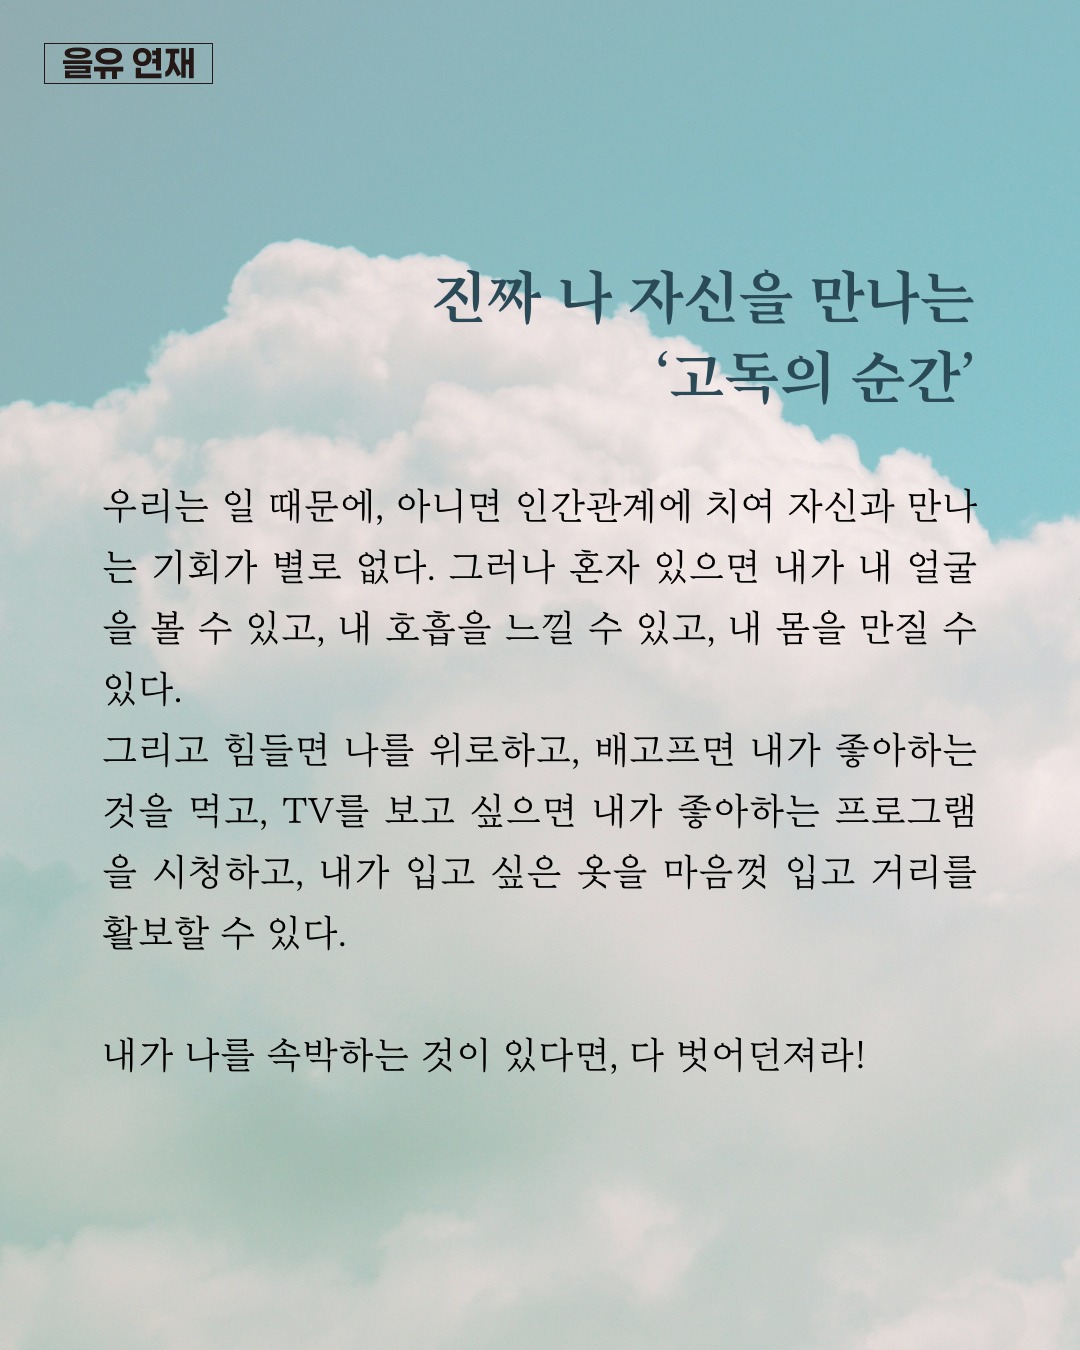 을유 연재
진짜 나 자신을 만나는
‘고독의 순간’
우리는 일 때문에, 아니면 인간관계에 치여 자신과 만나
는 기회가 별로 없다. 그러나 혼자 있으면 내가 내 얼굴
을 볼 수 있고, 내 호흡을 느낄 수 있고, 내 몸을 만질 수
있다.
그리고 힘들면 나를 위로하고, 배고프면 내가 좋아하는
것을 먹고, TV를 보고 싶으면 내가 좋아하는 프로그램
을 시청하고, 내가 입고 싶은 옷을 마음껏 입고 거리를
활보할 수 있다.
내가 나를 속박하는 것이 있다면, 다 벗어던져라!